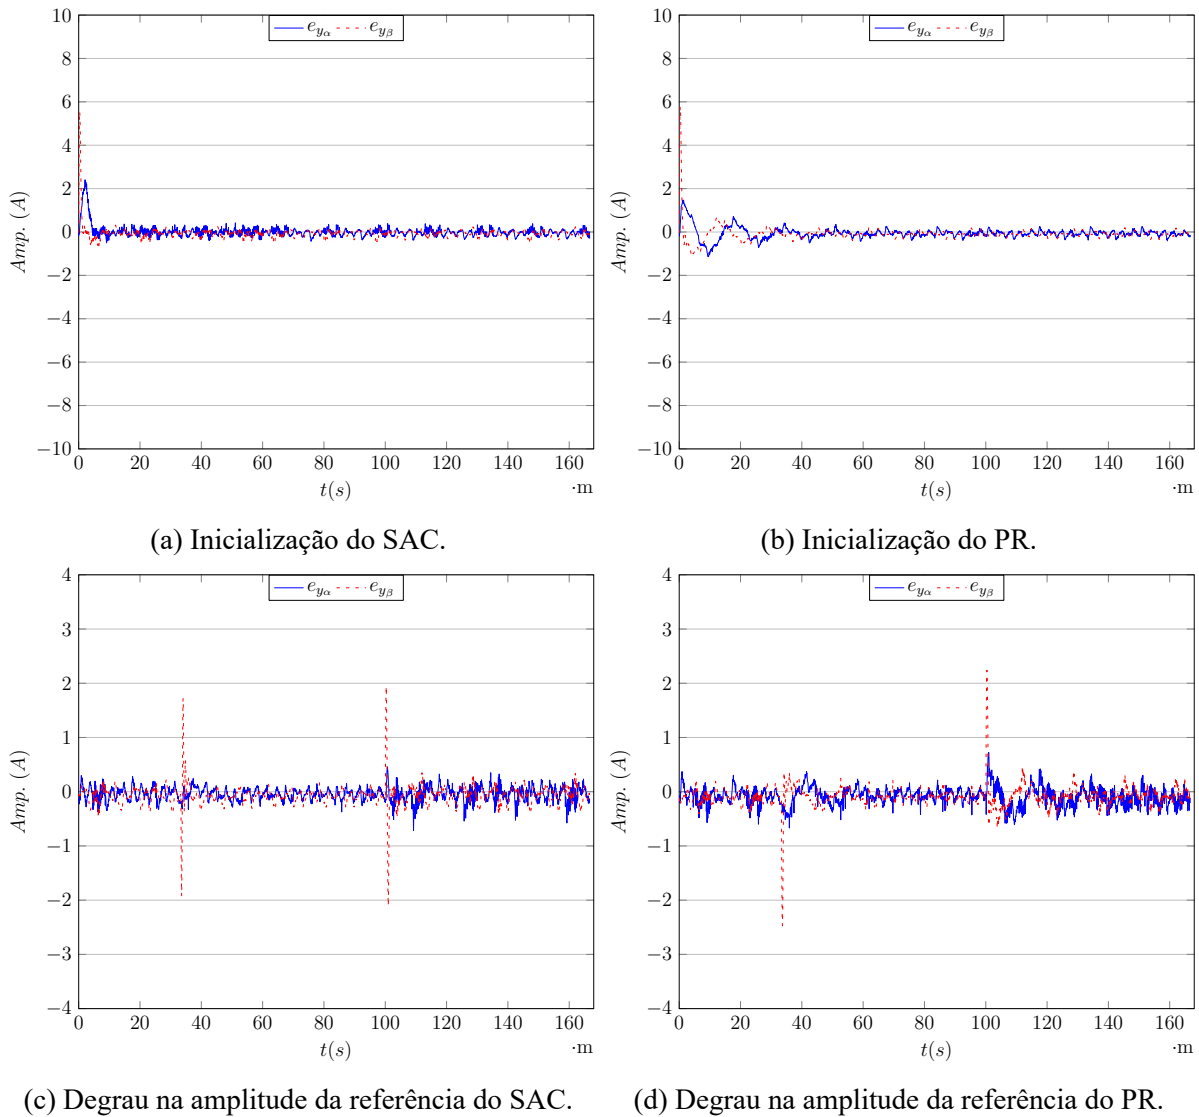 10
8
6
4
2
0
−2
−4
−6
−8
−10
Amp. (A)
e_{y_α} e_{y_β}
0 20 40 60 80 100 120 140 160
t(s)
·m
(a) Inicialização do SAC.
10
8
6
4
2
0
−2
−4
−6
−8
−10
Amp. (A)
e_{y_α} e_{y_β}
0 20 40 60 80 100 120 140 160
t(s)
·m
(b) Inicialização do PR.
4
3
2
1
0
−1
−2
−3
−4
Amp. (A)
e_{y_α} e_{y_β}
0 20 40 60 80 100 120 140 160
t(s)
·m
(c) Degrau na amplitude da referência do SAC.
4
3
2
1
0
−1
−2
−3
−4
Amp. (A)
e_{y_α} e_{y_β}
0 20 40 60 80 100 120 140 160
t(s)
·m
(d) Degrau na amplitude da referência do PR.